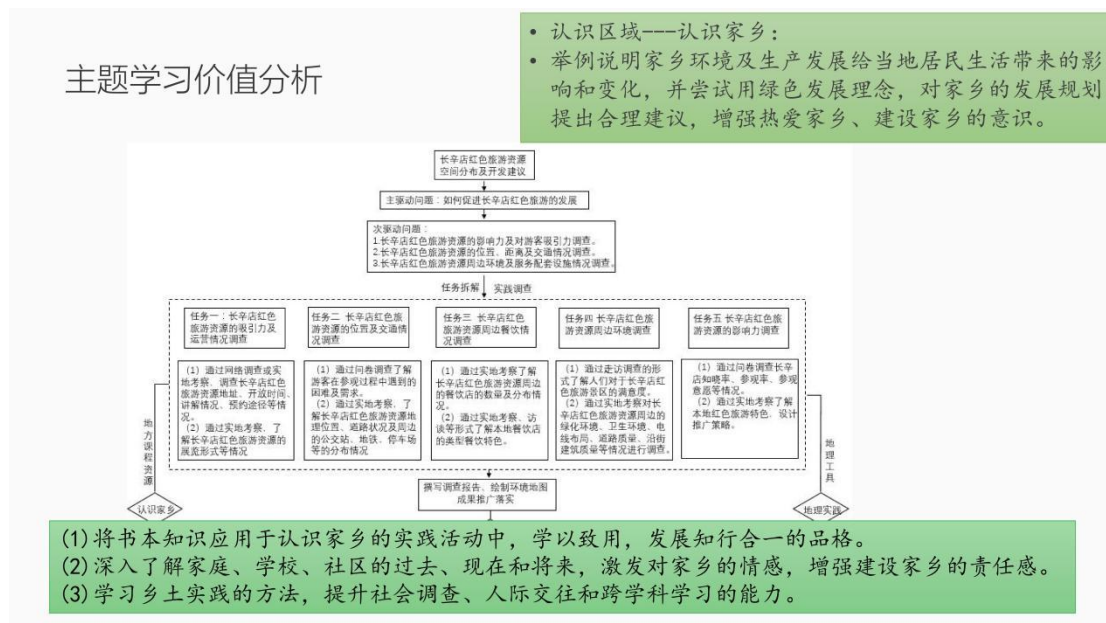 主题学习价值分析
• 认识区域---认识家乡：
• 举例说明家乡环境及生产发展给当地居民生活带来的影
响和变化，并尝试用绿色发展理念，对家乡的发展规划
提出合理建议，增强热爱家乡、建设家乡的意识。
长辛店红色旅游资源
空间分布及开发建议
主驱动问题：如何促进长辛店红色旅游的发展
次驱动问题：
1.长辛店红色旅游资源的影响力及对游客吸引力调查。
2.长辛店红色旅游资源的位置、距离及交通情况调查。
3.长辛店红色旅游资源周边环境及服务配套设施情况调查。
任务拆解 实践调查
任务一：长辛店红色
旅游资源的吸引力及
运营情况调查
任务二 长辛店红色旅
游资源的位置及交通情
况调查
任务三 长辛店红色
旅游资源周边餐饮情
况调查
任务四 长辛店红色旅
游资源周边环境调查
任务五 长辛店红色旅
游资源的影响力调查
（1）通过网络调查或实
地考察，调查长辛店红色
旅游资源地址、开放时间、
讲解情况、预约途径等情
况。
（2）通过实地考察，了
解长辛店红色旅游资源的
展览形式等情况
（1）通过问卷调查了解
游客在参观过程中遇到的
困难及需求。
（2）通过实地考察，了
解长辛店红色旅游资源地
理位置、道路状况及周边
的公交站、地铁、停车场
等的分布情况
（1）通过实地考察了解
长辛店红色旅游资源周边
的餐饮店的数量及分布情
况。
（2）通过实地考察、访
谈等形式了解本地餐饮店
的类型餐饮特色。
（1）通过走访调查的形
式了解人们对于长辛店红
色旅游景区的满意度。
（2）通过实地考察对长
辛店红色旅游资源周边的
绿化环境、卫生环境、电
线布局、道路质量、沿街
建筑质量等情况进行调查。
（1）通过问卷调查长辛
店知晓率、参观率、参观
意愿等情况。
（2）通过实地考察了解
本地红色旅游特色，设计
推广策略。
地方课程资源
地理工具
撰写调查报告、绘制环境地图
成果推广落实
认识家乡
地理实践
(1)将书本知识应用于认识家乡的实践活动中，学以致用，发展知行合一的品格。
(2)深入了解家庭、学校、社区的过去、现在和将来，激发对家乡的情感，增强建设家乡的责任感。
(3)学习乡土实践的方法，提升社会调查、人际交往和跨学科学习的能力。